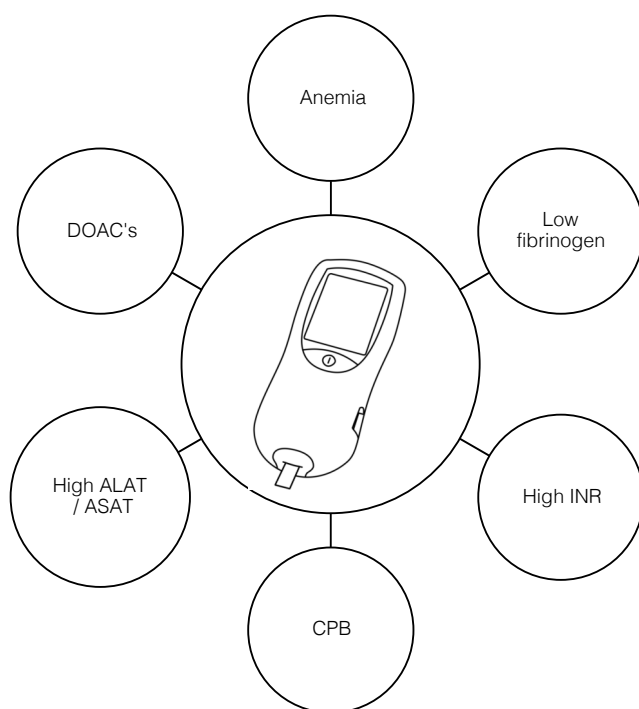 Anemia
DOAC's
Low
fibrinogen
High ALAT
/ ASAT
High INR
CPB